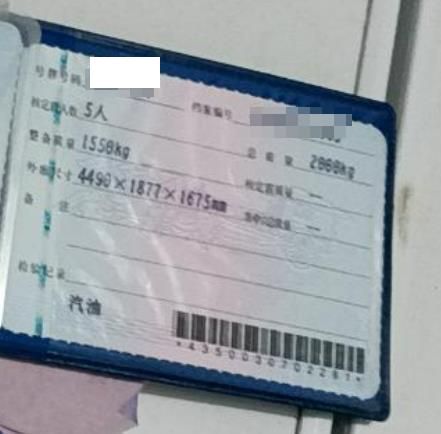 号牌号码
档案编号
核定载人数 5人
总质量 2000kg
整备质量 1550kg
核定载质量 —
外廓尺寸 4490×1877×1675mm
准牵引总质量 —
备注
检验记录
汽油
*4350030702281*